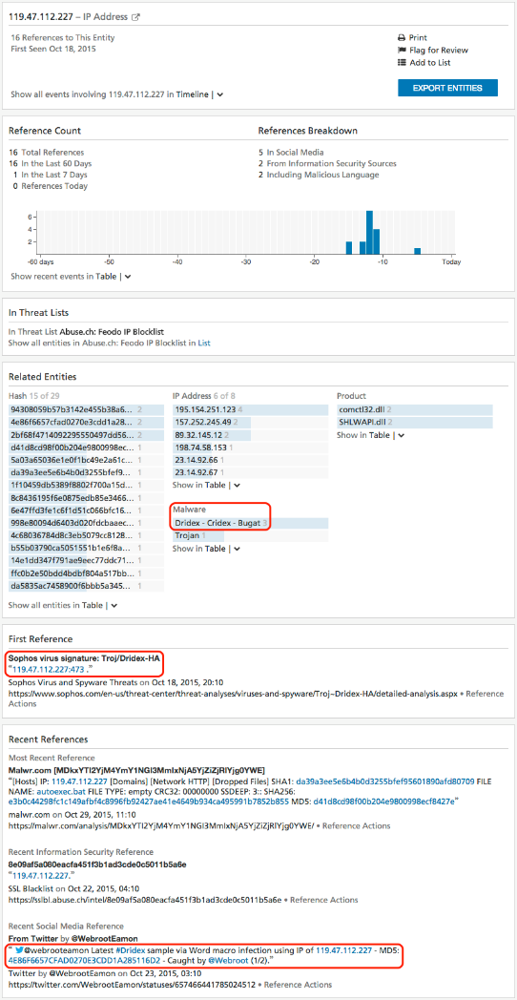 119.47.112.227 – IP Address
16 References to This Entity
First Seen Oct 18, 2015
Print
Flag for Review
Add to List
EXPORT ENTITIES
Show all events involving 119.47.112.227 in Timeline |
Reference Count
16 Total References
16 In the Last 60 Days
1 In the Last 7 Days
0 References Today
References Breakdown
5 In Social Media
2 From Information Security Sources
2 Including Malicious Language
6
4
2
-60 days -50 -40 -30 -20 -10 Today
Show recent events in Table |
In Threat Lists
In Threat List Abuse.ch: Feodo IP Blocklist
Show all entities in Abuse.ch: Feodo IP Blocklist in List
Related Entities
Hash 15 of 29
94308059b57b3142e455b38a6... 2
4e86f6657cfad0270e3cdd1a28... 2
2bf68f4714092295550497dd56... 2
d41d8cd98f00b204e9800998ec... 1
5a03a65036e1e0f1bc49e2a61c... 1
da39a3ee5e6b4b0d3255bfef9... 1
1f10459db5389f8802f700a15d... 1
8c8436195f6e0875edb85e3466... 1
6e47ffd3fe1c6f1d51c066bfc16... 1
998e80094d6403d020fdcbaaec... 1
4c68036784d8c3eb5079cc8128... 1
b55b03790ca5051551b1e6f8a... 1
14e1dd347f791ae9eec77ddc71... 1
ffc0b2e50bdd4bdbf804a517bb... 1
da5835ac7458900f6bbb5a345... 1
Show all entities in Table |
IP Address 6 of 8
195.154.251.123 4
157.252.245.49 2
89.32.145.12 2
198.74.58.153 1
23.14.92.66 1
23.14.92.67 1
Show in Table |
Malware
Dridex - Cridex - Bugat 3
Trojan 1
Show in Table |
Product
comctl32.dll 2
SHLWAPI.dll 2
Show in Table |
First Reference
Sophos virus signature: Troj/Dridex-HA
“119.47.112.227:473 .”
Sophos Virus and Spyware Threats on Oct 18, 2015, 20:10
https://www.sophos.com/en-us/threat-center/threat-analyses/viruses-and-spyware/Troj~Dridex-HA/detailed-analysis.aspx • Reference
Actions
Recent References
Most Recent Reference
Malwr.com [MDkxYTI2YjM4YmY1NGI3MmIxNjA5YjZiZjRlYjg0YWE]
“[Hosts] IP: 119.47.112.227 [Domains] [Network HTTP] [Dropped Files] SHA1: da39a3ee5e6b4b0d3255bfef95601890afd80709 FILE
NAME: autoexec.bat FILE TYPE: empty CRC32: 00000000 SSDEEP: 3:: SHA256:
e3b0c44298fc1c149afbf4c8996fb92427ae41e4649b934ca495991b7852b855 MD5: d41d8cd98f00b204e9800998ecf8427e”
malwr.com on Oct 29, 2015, 11:10
https://malwr.com/analysis/MDkxYTI2YjM4YmY1NGI3MmIxNjA5YjZiZjRlYjg0YWE/ • Reference Actions
Recent Information Security Reference
8e09af5a080eacfa451f3b1ad3cde0c5011b5a6e
“119.47.112.227.”
SSL Blacklist on Oct 22, 2015, 04:10
https://sslbl.abuse.ch/intel/8e09af5a080eacfa451f3b1ad3cde0c5011b5a6e • Reference Actions
Recent Social Media Reference
From Twitter by @WebrootEamon
“ @webrooteamon Latest #Dridex sample via Word macro infection using IP of 119.47.112.227 - MD5:
4E86F6657CFAD0270E3CDD1A285116D2 - Caught by @Webroot (1/2).”
Twitter by @WebrootEamon on Oct 23, 2015, 03:10
https://twitter.com/WebrootEamon/statuses/657466441785024512 • Reference Actions